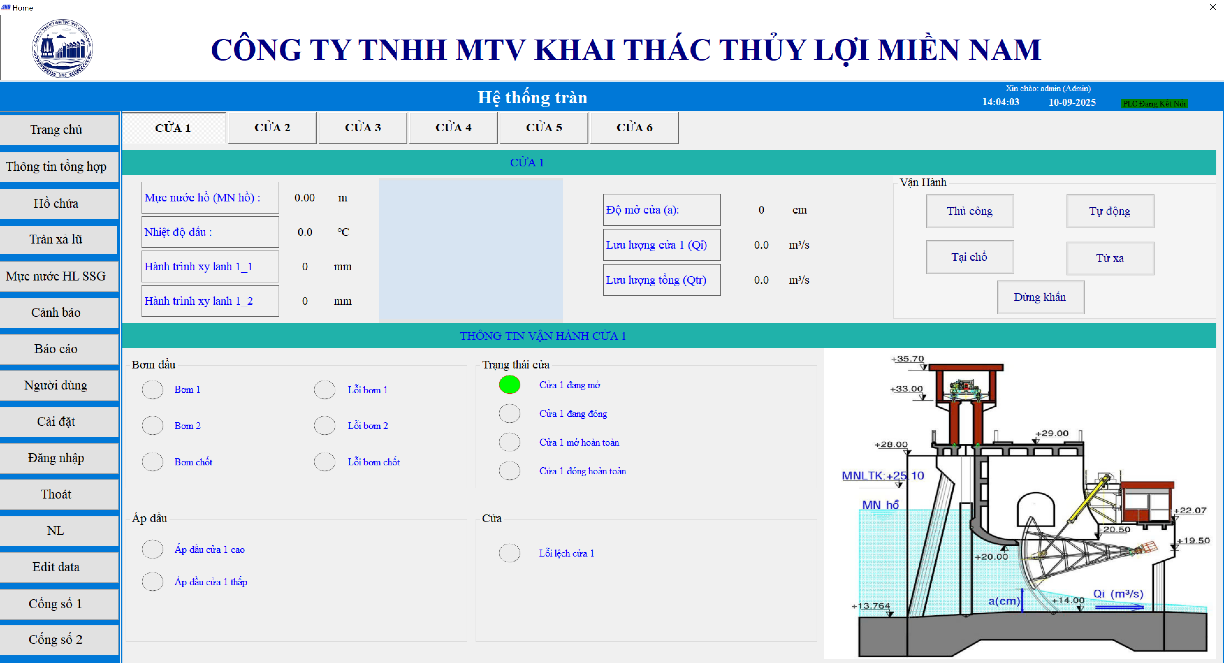 Home
CÔNG TY TNHH MTV KHAI THÁC THỦY LỢI MIỀN NAM
Hệ thống tràn
Xin chào: admin (Admin)
14:04:03 10-09-2025 PLC Đang Kết Nối
Trang chủ
Thông tin tổng hợp
Hồ chứa
Tràn xả lũ
Mực nước HL SSG
Cảnh báo
Báo cáo
Người dùng
Cài đặt
Đăng nhập
Thoát
NL
Edit data
Cống số 1
Cống số 2
CỬA 1 CỬA 2 CỬA 3 CỬA 4 CỬA 5 CỬA 6
CỬA 1
Mực nước hồ (MN hồ) : 0.00 m
Nhiệt độ dầu : 0.0 °C
Hành trình xy lanh 1_1 0 mm
Hành trình xy lanh 1_2 0 mm
Độ mở cửa (a): 0 cm
Lưu lượng cửa 1 (Qi) 0.0 m³/s
Lưu lượng tổng (Qtr) 0.0 m³/s
Vận Hành
Thủ công Tự động
Tại chỗ Từ xa
Dừng khẩn
THÔNG TIN VẬN HÀNH CỬA 1
Bơm dầu
Bơm 1 Lỗi bơm 1
Bơm 2 Lỗi bơm 2
Bơm chốt Lỗi bơm chốt
Trạng thái cửa
Cửa 1 đang mở
Cửa 1 đang đóng
Cửa 1 mở hoàn toàn
Cửa 1 đóng hoàn toàn
Áp dầu
Áp dầu cửa 1 cao
Áp dầu cửa 1 thấp
Cửa
Lỗi lệch cửa 1
+35.70
+33.00
+29.00
+28.00
MNLTK:+25.10
MN hồ
+22.07
20.50
+19.50
+20.00
Qi (m³/s)
a(cm)
+14.00
+13.764